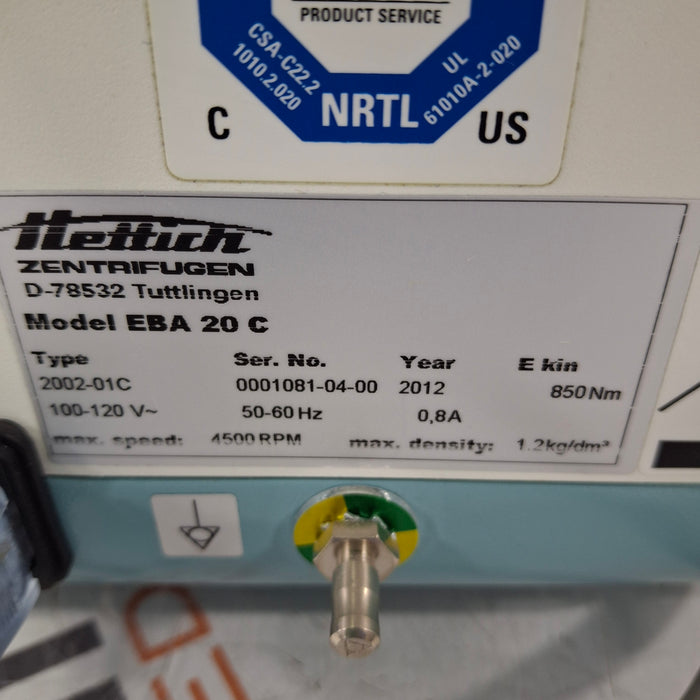 PRODUCT SERVICE
CSA-C22.2
1010.2.020
NRTL
UL
61010A-2-020
C US
Hettich
ZENTRIFUGEN
D-78532 Tuttlingen
Model EBA 20 C
Type Ser. No. Year E kin
2002-01C 0001081-04-00 2012 850 Nm
100-120 V~ 50-60 Hz 0,8A
max. speed: 4500 RPM max. density: 1.2kg/dm³
ED